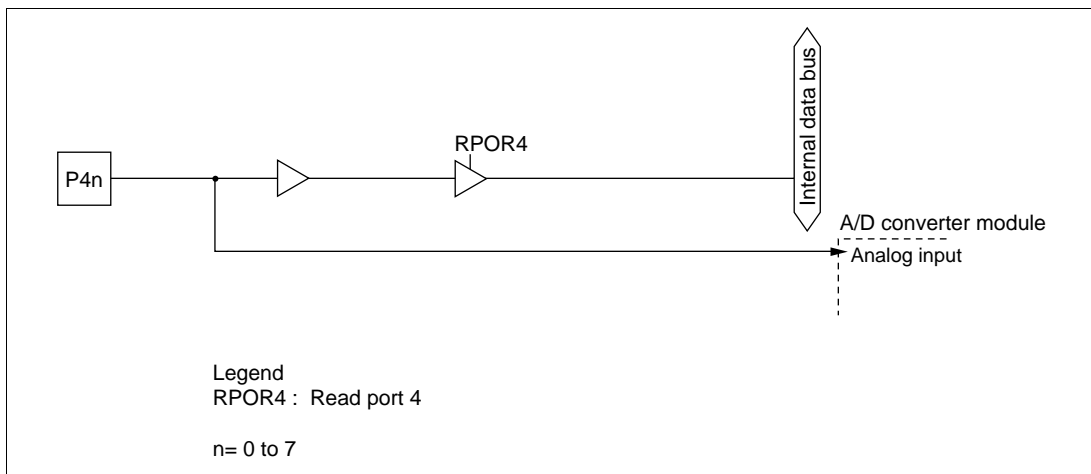 RPOR4
P4n
Internal data bus
A/D converter module
Analog input
Legend
RPOR4 : Read port 4
n= 0 to 7